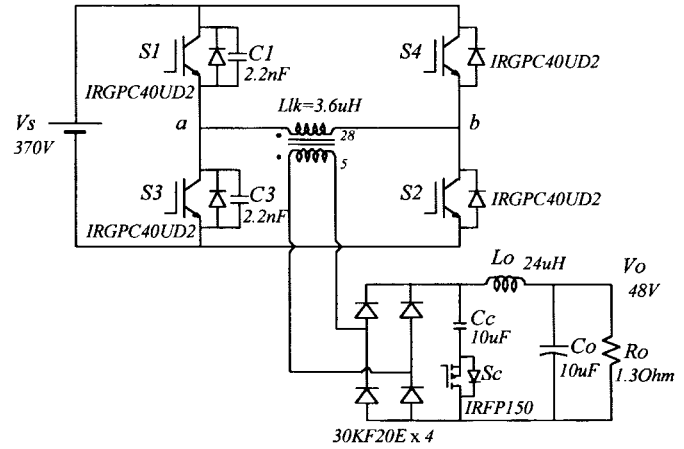 S1
C1
2.2nF
IRGPC40UD2
S4
IRGPC40UD2
Vs
370V
a
Llk=3.6uH
28
b
5
S3
C3
2.2nF
IRGPC40UD2
S2
IRGPC40UD2
Lo 24uH
Vo
48V
Cc
10uF
Sc
IRFP150
Co
10uF
Ro
1.3Ohm
30KF20E x 4